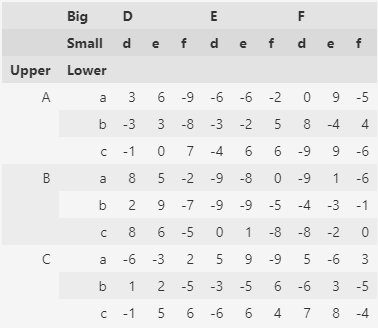 Big D E F
Small d e f d e f d e f
Upper Lower
A a 3 6 -9 -6 -6 -2 0 9 -5
b -3 3 -8 -3 -2 5 8 -4 4
c -1 0 7 -4 6 6 -9 9 -6
B a 8 5 -2 -9 -8 0 -9 1 -6
b 2 9 -7 -9 -9 -5 -4 -3 -1
c 8 6 -5 0 1 -8 -8 -2 0
C a -6 -3 2 5 9 -9 5 -6 3
b 1 2 -5 -3 -5 6 -6 3 -5
c -1 5 6 -6 6 4 7 8 -4